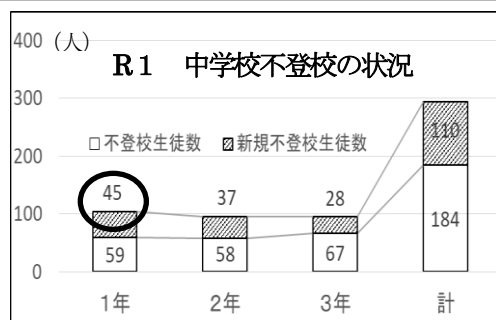 400 (人)
R1 中学校不登校の状況
300
□不登校生徒数 ▨新規不登校生徒数
110
200
45 37 28
100
184
59 58 67
0
1年 2年 3年 計